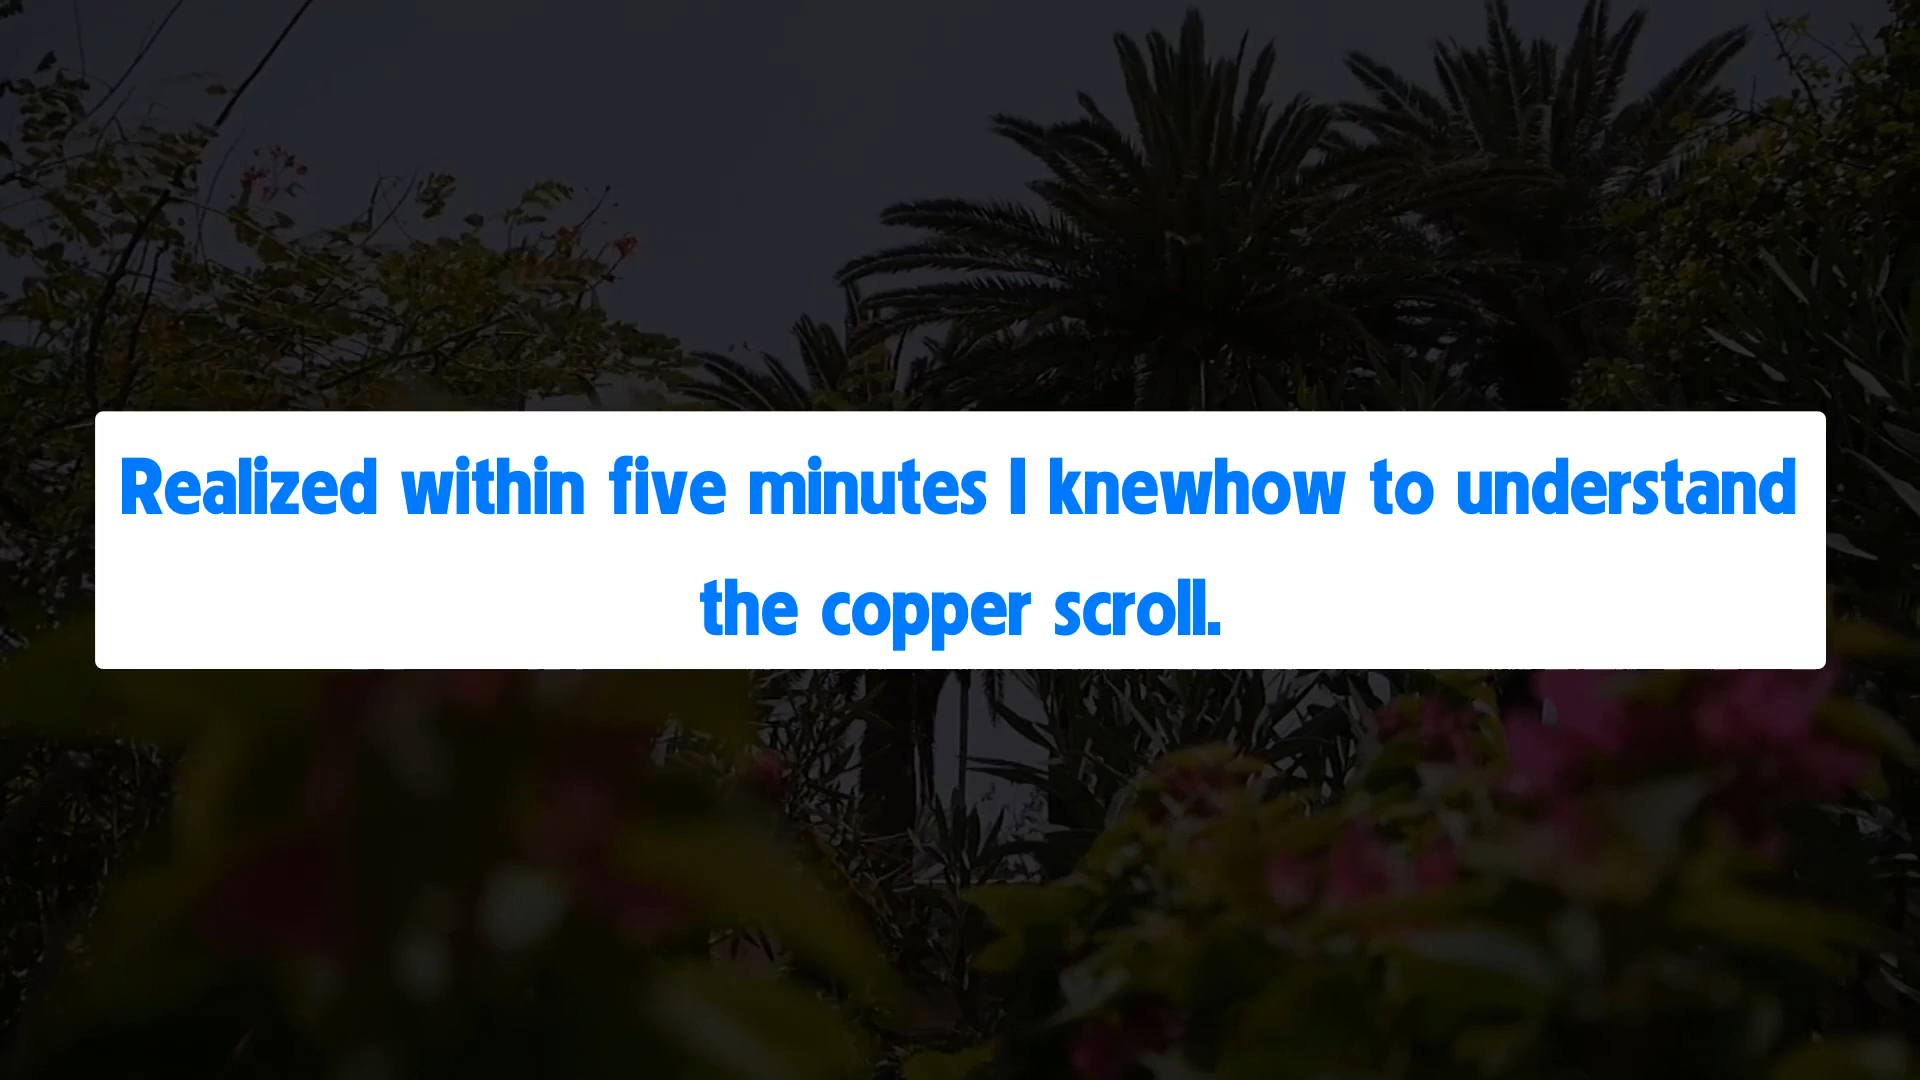 Realized within five minutes I knewhow to understand
the copper scroll.